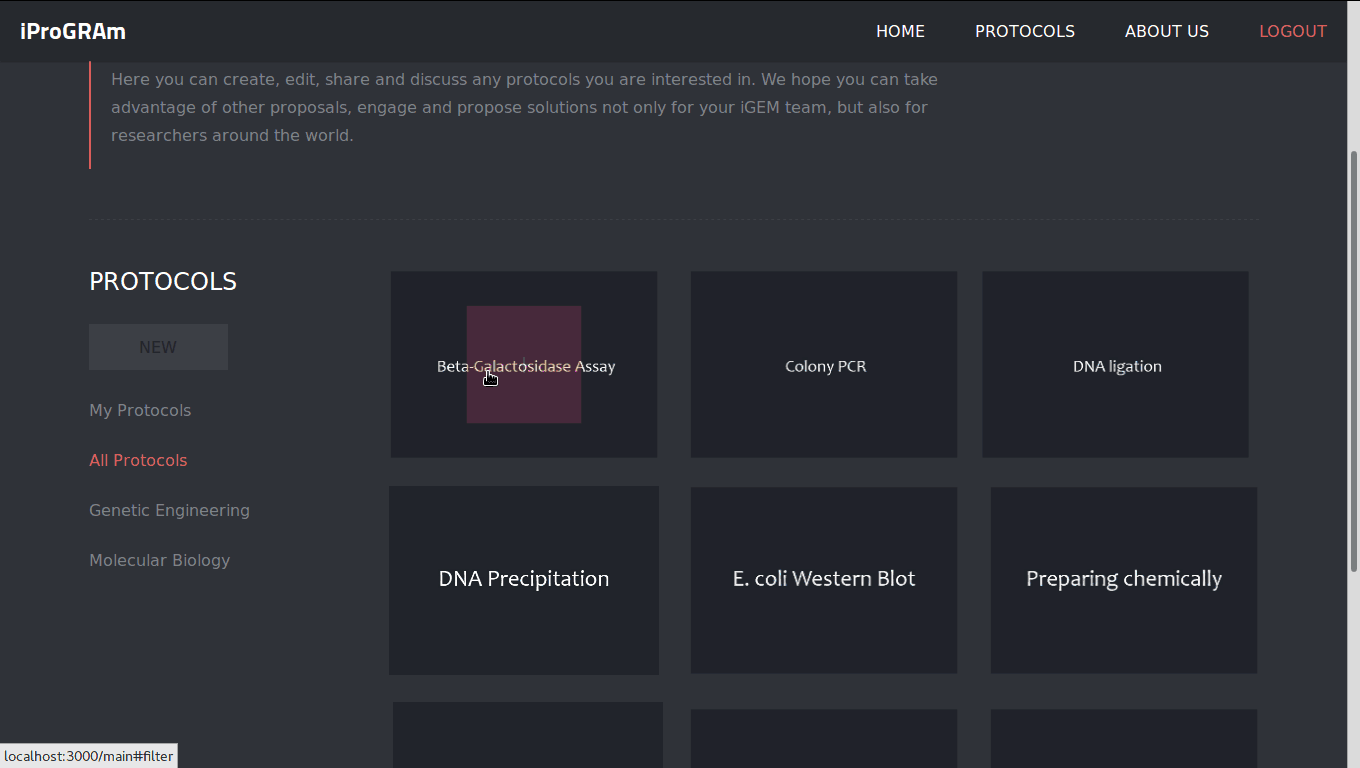 iProGRAm
HOME
PROTOCOLS
ABOUT US
LOGOUT
Here you can create, edit, share and discuss any protocols you are interested in. We hope you can take
advantage of other proposals, engage and propose solutions not only for your iGEM team, but also for
researchers around the world.
PROTOCOLS
NEW
My Protocols
All Protocols
Genetic Engineering
Molecular Biology
Beta-Galactosidase Assay
Colony PCR
DNA ligation
DNA Precipitation
E. coli Western Blot
Preparing chemically
localhost:3000/main#filter